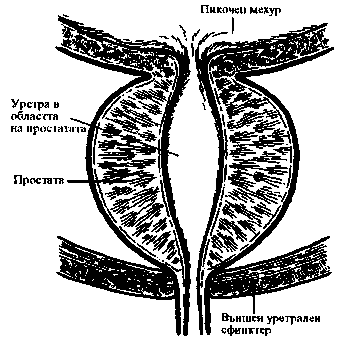 Пикочен мехур
Уретра в
областта
на простатата
Простата
Външен уретрален
сфинктер